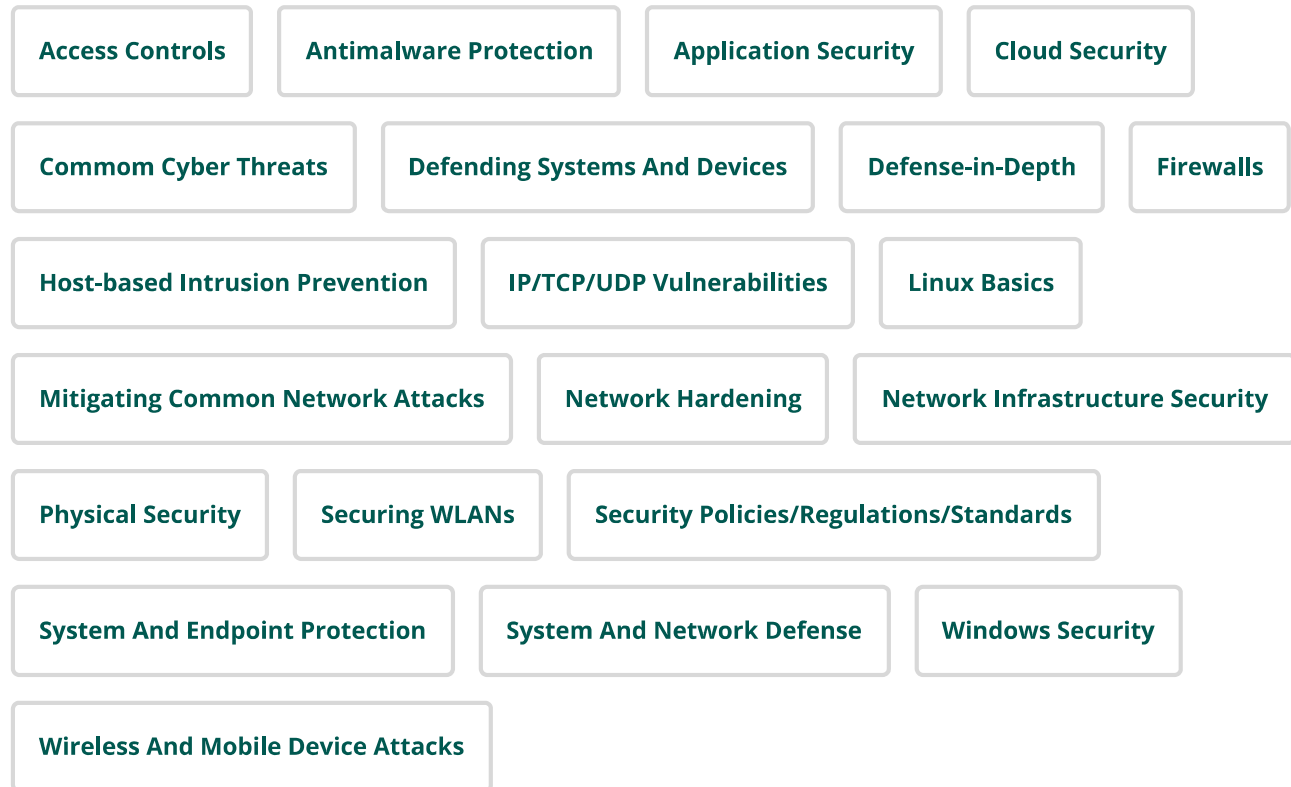 Access Controls Antimalware Protection Application Security Cloud Security
Commom Cyber Threats Defending Systems And Devices Defense-in-Depth Firewalls
Host-based Intrusion Prevention IP/TCP/UDP Vulnerabilities Linux Basics
Mitigating Common Network Attacks Network Hardening Network Infrastructure Security
Physical Security Securing WLANs Security Policies/Regulations/Standards
System And Endpoint Protection System And Network Defense Windows Security
Wireless And Mobile Device Attacks